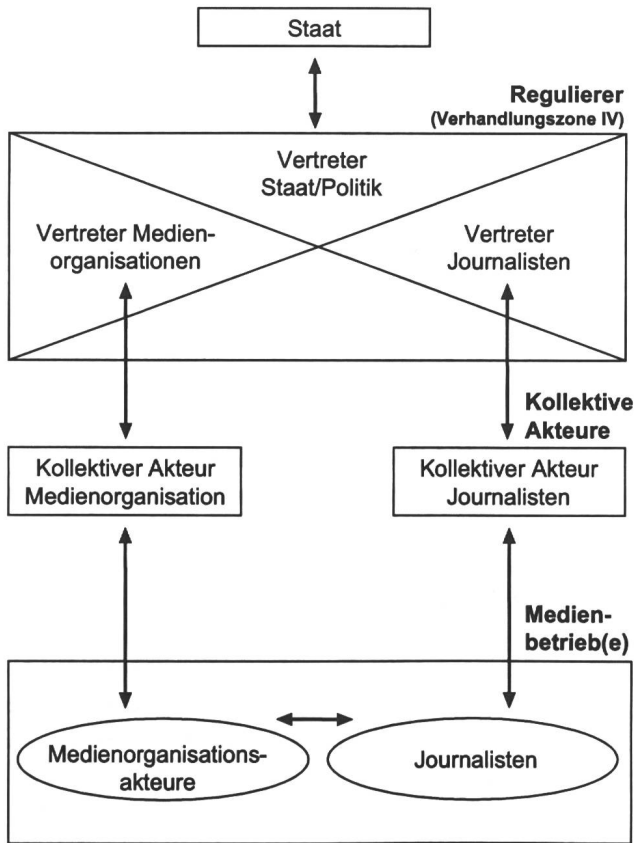 Staat
Regulierer
(Verhandlungszone IV)
Vertreter
Staat/Politik
Vertreter Medien-
organisationen
Vertreter
Journalisten
Kollektive
Akteure
Kollektiver Akteur
Medienorganisation
Kollektiver Akteur
Journalisten
Medien-
betrieb(e)
Medienorganisations-
akteure
Journalisten